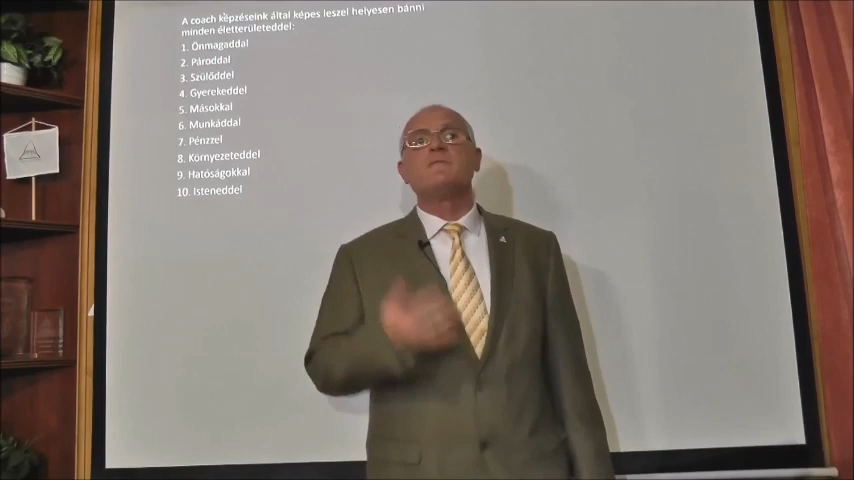 A coach képzéseink által képes leszel helyesen bánni
minden életterületeddel:
1. Önmagaddal
2. Pároddal
3. Szülőddel
4. Gyerekeddel
5. Másokkal
6. Munkáddal
7. Pénzzel
8. Környezeteddel
9. Hatóságokkal
10. Isteneddel